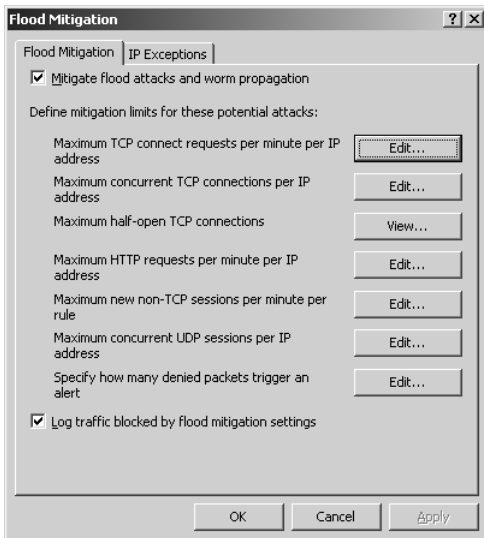 Flood Mitigation
? X
Flood Mitigation
IP Exceptions
Mitigate flood attacks and worm propagation
Define mitigation limits for these potential attacks:
Maximum TCP connect requests per minute per IP
address
Edit...
Maximum concurrent TCP connections per IP
address
Edit...
Maximum half-open TCP connections
View...
Maximum HTTP requests per minute per IP
address
Edit...
Maximum new non-TCP sessions per minute per
rule
Edit...
Maximum concurrent UDP sessions per IP
address
Edit...
Specify how many denied packets trigger an
alert
Edit...
Log traffic blocked by flood mitigation settings
OK
Cancel
Apply